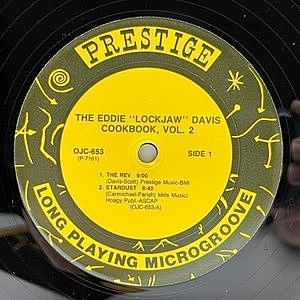 PRESTIGE
THE EDDIE "LOCKJAW" DAVIS
COOKBOOK, VOL. 2
OJC-653
(P-7161)
SIDE 1
1. THE REV 9:00
(Davis-Scott) Prestige Music-BMI
2. STARDUST 6:40
(Carmichael-Parish) Mills Music/
Hoagy Publ.-ASCAP
(OJC-653-A)
LONG PLAYING MICROGROOVE